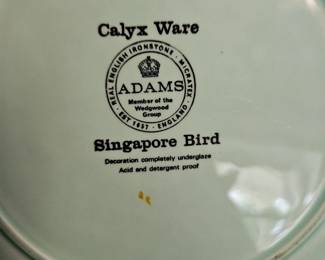 Calyx Ware
REAL ENGLISH IRONSTONE · MICRATEX
ADAMS
Member of the
Wedgwood
Group
EST 1657 · ENGLAND
Singapore Bird
Decoration completely underglaze
Acid and detergent proof